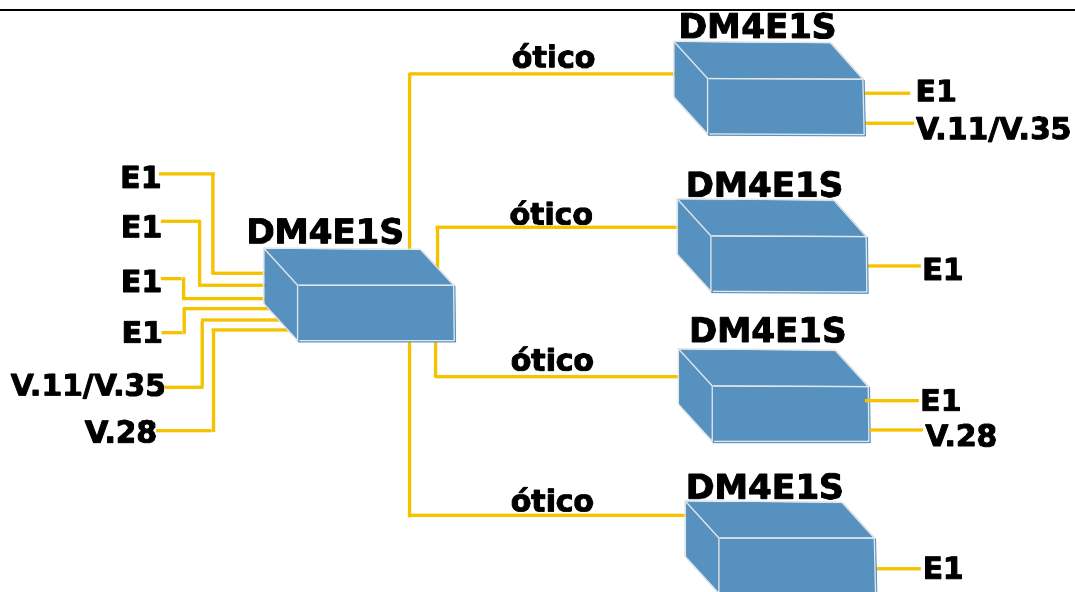 DM4E1S
ótico
E1
V.11/V.35
E1
DM4E1S
ótico
E1
DM4E1S
E1
E1
E1
DM4E1S
ótico
V.11/V.35
E1
V.28
V.28
DM4E1S
ótico
E1